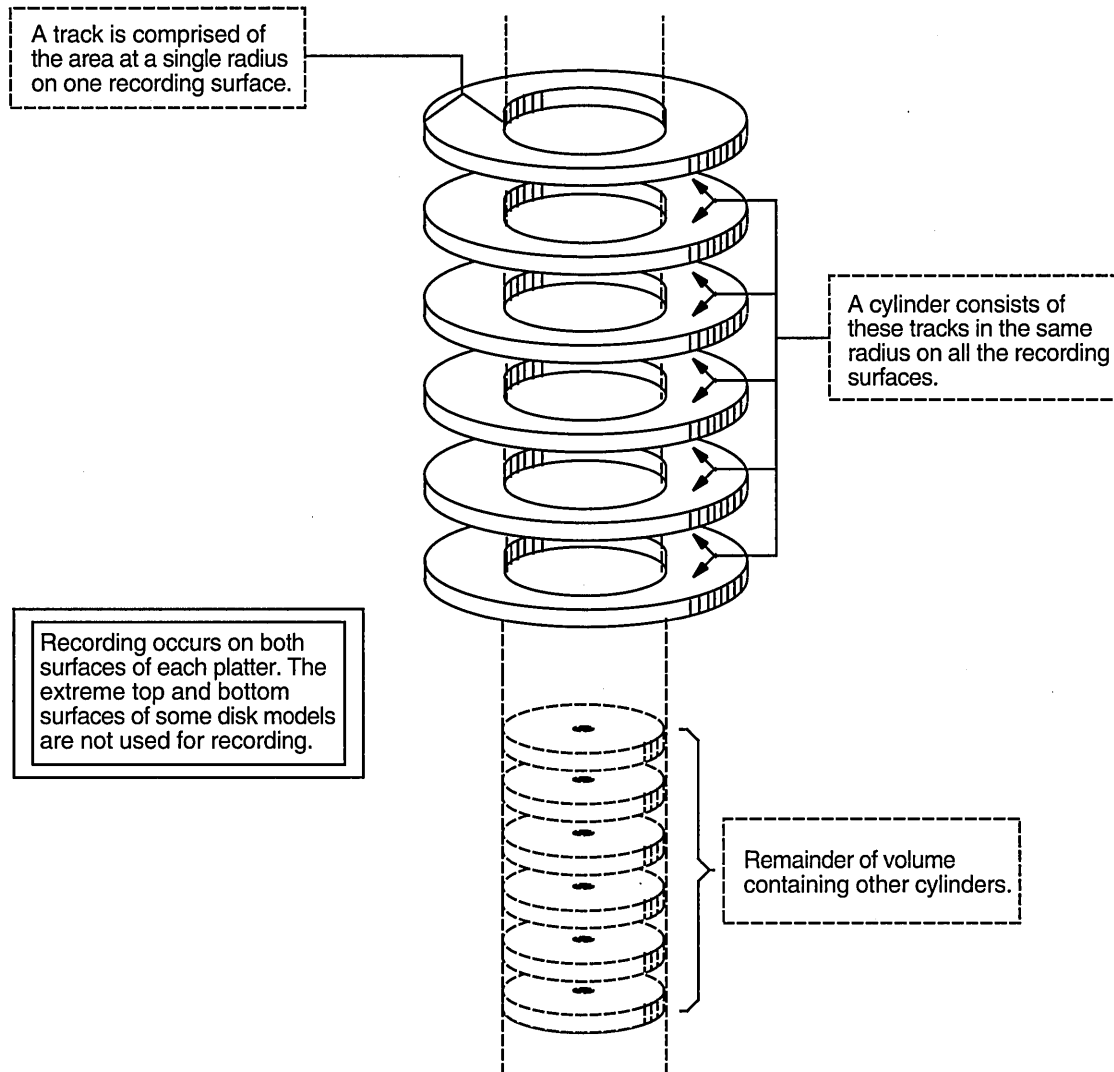 A track is comprised of
the area at a single radius
on one recording surface.
A cylinder consists of
these tracks in the same
radius on all the recording
surfaces.
Recording occurs on both
surfaces of each platter. The
extreme top and bottom
surfaces of some disk models
are not used for recording.
Remainder of volume
containing other cylinders.